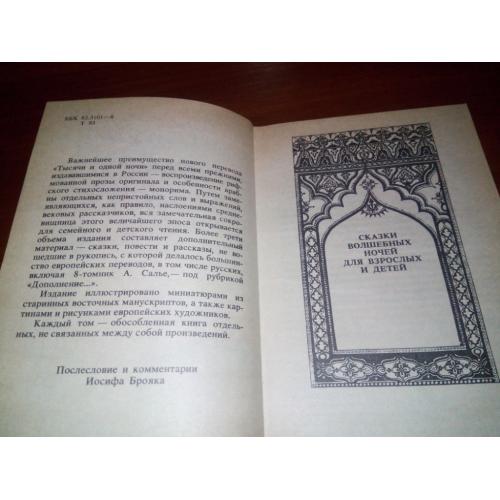 ББК 82.3(0)—6
Т 93
Важнейшее преимущество нового перевода
«Тысячи и одной ночи» перед всеми прежними,
издававшимися в России — воспроизведение риф-
мованной прозы оригинала и особенности араб-
ского стихосложения — монорима. Путем заме-
ны отдельных непристойных слов и выражений,
являющихся, как правило, наслоениями средне-
вековых рассказчиков, вся замечательная сокро-
вищница этого величайшего эпоса открывается
для семейного и детского чтения. Более трети
объема издания составляет дополнительный
материал — сказки, повести и рассказы, не во-
шедшие в рукопись, с которой делалось большин-
ство европейских переводов, в том числе русских,
включая 8-томник А. Салье,— под рубрикой
«Дополнение...».
Издание иллюстрировано миниатюрами из
старинных восточных манускриптов, а также кар-
тинами и рисунками европейских художников.
Каждый том — обособленная книга отдель-
ных, не связанных между собой произведений.
Послесловие и комментарии
Иосифа Брояка
СКАЗКИ
ВОЛШЕБНЫХ
НОЧЕЙ
ДЛЯ ВЗРОСЛЫХ
И ДЕТЕЙ